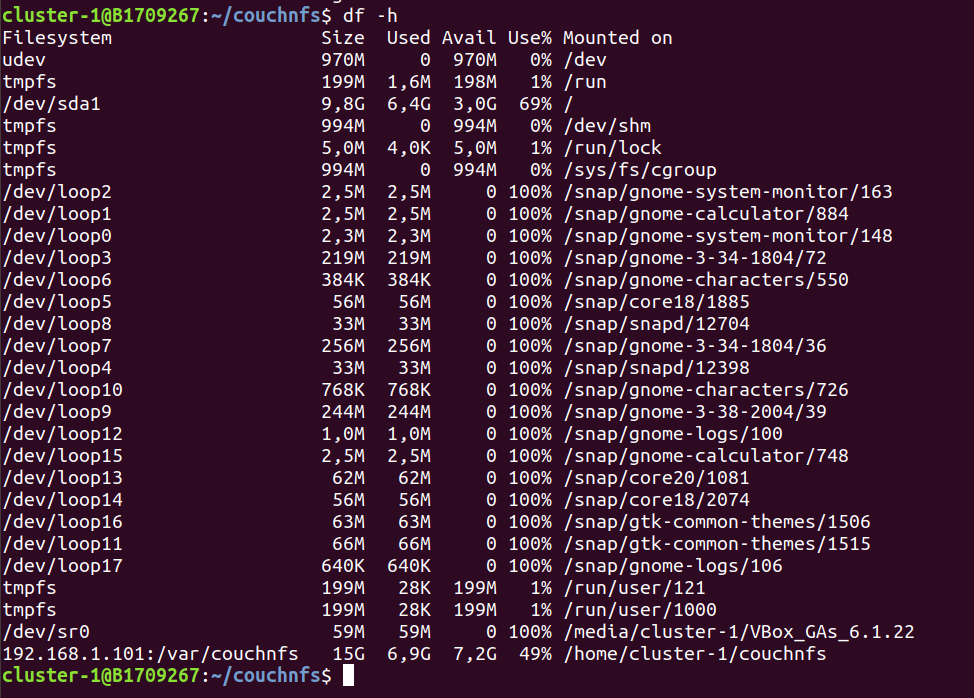 cluster-1@B1709267:~/couchnfs$ df -h
Filesystem                   Size  Used Avail Use% Mounted on
udev                         970M     0  970M   0% /dev
tmpfs                        199M  1,6M  198M   1% /run
/dev/sda1                    9,8G  6,4G  3,0G  69% /
tmpfs                        994M     0  994M   0% /dev/shm
tmpfs                        5,0M  4,0K  5,0M   1% /run/lock
tmpfs                        994M     0  994M   0% /sys/fs/cgroup
/dev/loop2                   2,5M  2,5M     0 100% /snap/gnome-system-monitor/163
/dev/loop1                   2,5M  2,5M     0 100% /snap/gnome-calculator/884
/dev/loop0                   2,3M  2,3M     0 100% /snap/gnome-system-monitor/148
/dev/loop3                   219M  219M     0 100% /snap/gnome-3-34-1804/72
/dev/loop6                   384K  384K     0 100% /snap/gnome-characters/550
/dev/loop5                    56M   56M     0 100% /snap/core18/1885
/dev/loop8                    33M   33M     0 100% /snap/snapd/12704
/dev/loop7                   256M  256M     0 100% /snap/gnome-3-34-1804/36
/dev/loop4                    33M   33M     0 100% /snap/snapd/12398
/dev/loop10                  768K  768K     0 100% /snap/gnome-characters/726
/dev/loop9                   244M  244M     0 100% /snap/gnome-3-38-2004/39
/dev/loop12                  1,0M  1,0M     0 100% /snap/gnome-logs/100
/dev/loop15                  2,5M  2,5M     0 100% /snap/gnome-calculator/748
/dev/loop13                   62M   62M     0 100% /snap/core20/1081
/dev/loop14                   56M   56M     0 100% /snap/core18/2074
/dev/loop16                   63M   63M     0 100% /snap/gtk-common-themes/1506
/dev/loop11                   66M   66M     0 100% /snap/gtk-common-themes/1515
/dev/loop17                  640K  640K     0 100% /snap/gnome-logs/106
tmpfs                        199M   28K  199M   1% /run/user/121
tmpfs                        199M   28K  199M   1% /run/user/1000
/dev/sr0                      59M   59M     0 100% /media/cluster-1/VBox_GAs_6.1.22
192.168.1.101:/var/couchnfs   15G  6,9G  7,2G  49% /home/cluster-1/couchnfs
cluster-1@B1709267:~/couchnfs$